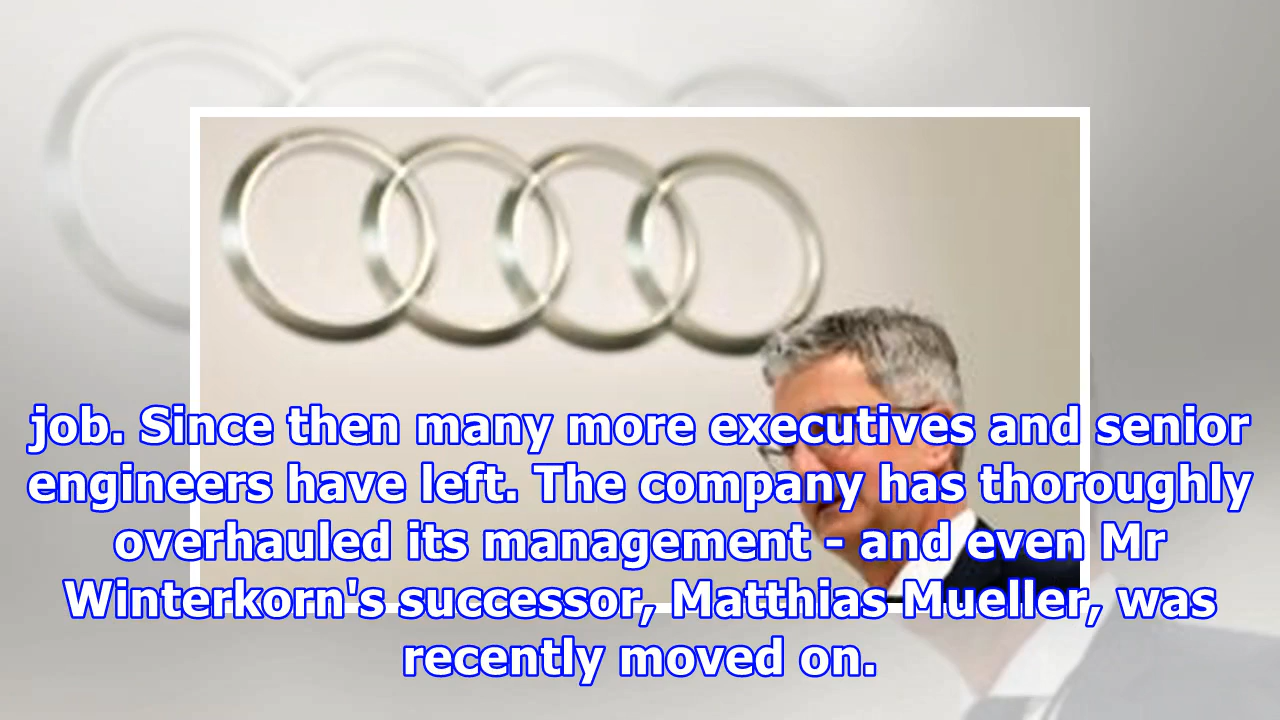 job. Since then many more executives and senior
engineers have left. The company has thoroughly
overhauled its management - and even Mr
Winterkorn's successor, Matthias Mueller, was
recently moved on.